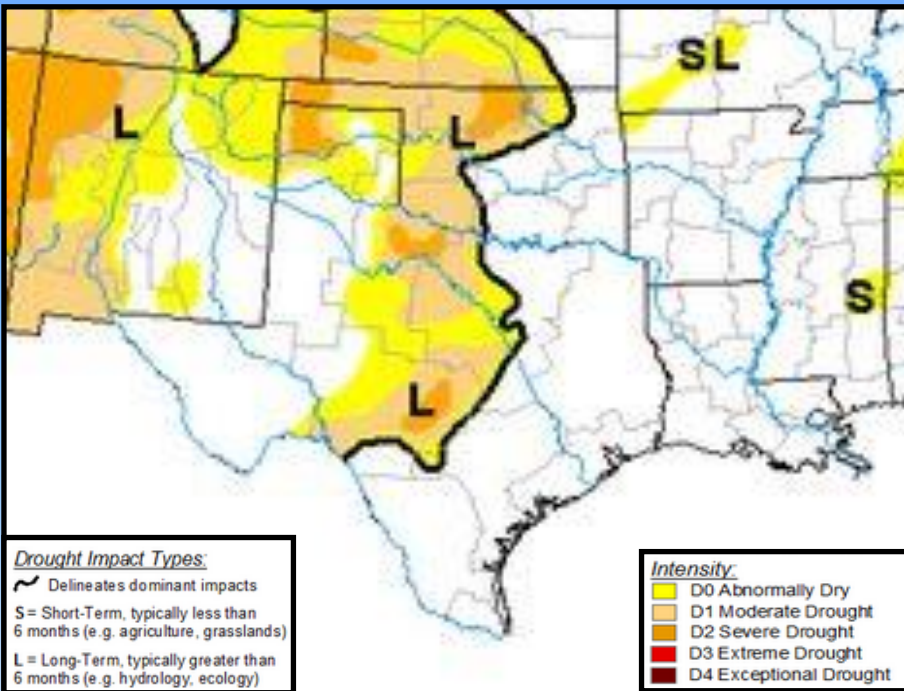 SL
L
L
S
L
Drought Impact Types:
Delineates dominant impacts
S = Short-Term, typically less than
6 months (e.g. agriculture, grasslands)
L = Long-Term, typically greater than
6 months (e.g. hydrology, ecology)
Intensity:
D0 Abnormally Dry
D1 Moderate Drought
D2 Severe Drought
D3 Extreme Drought
D4 Exceptional Drought